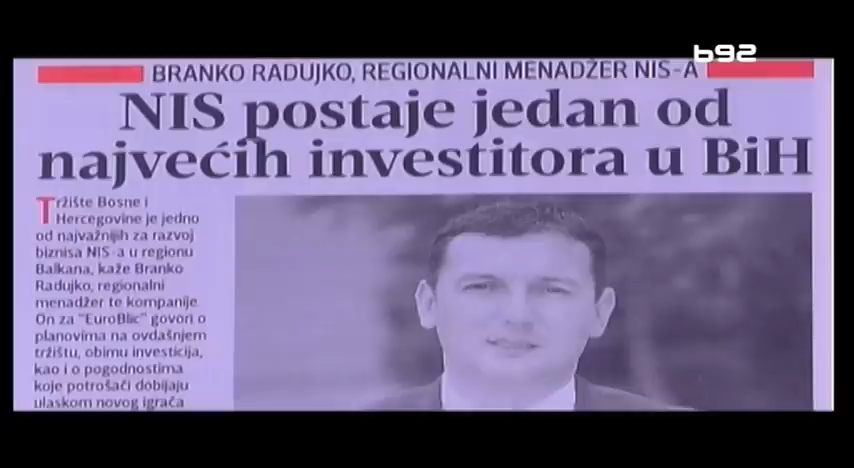 b92
BRANKO RADUJKO, REGIONALNI MENADŽER NIS-A
NIS postaje jedan od
najvećih investitora u BiH
Tržište Bosne i
Hercegovine je jedno
od najvažnijih za razvoj
biznisa NIS-a u regionu
Balkana, kaže Branko
Radujko, regionalni
menadžer te kompanije.
On za "EuroBlic" govori o
planovima na ovdašnjem
tržištu, obimu investicija,
kao i o pogodnostima
koje potrošači dobijaju
ulaskom novog igrača